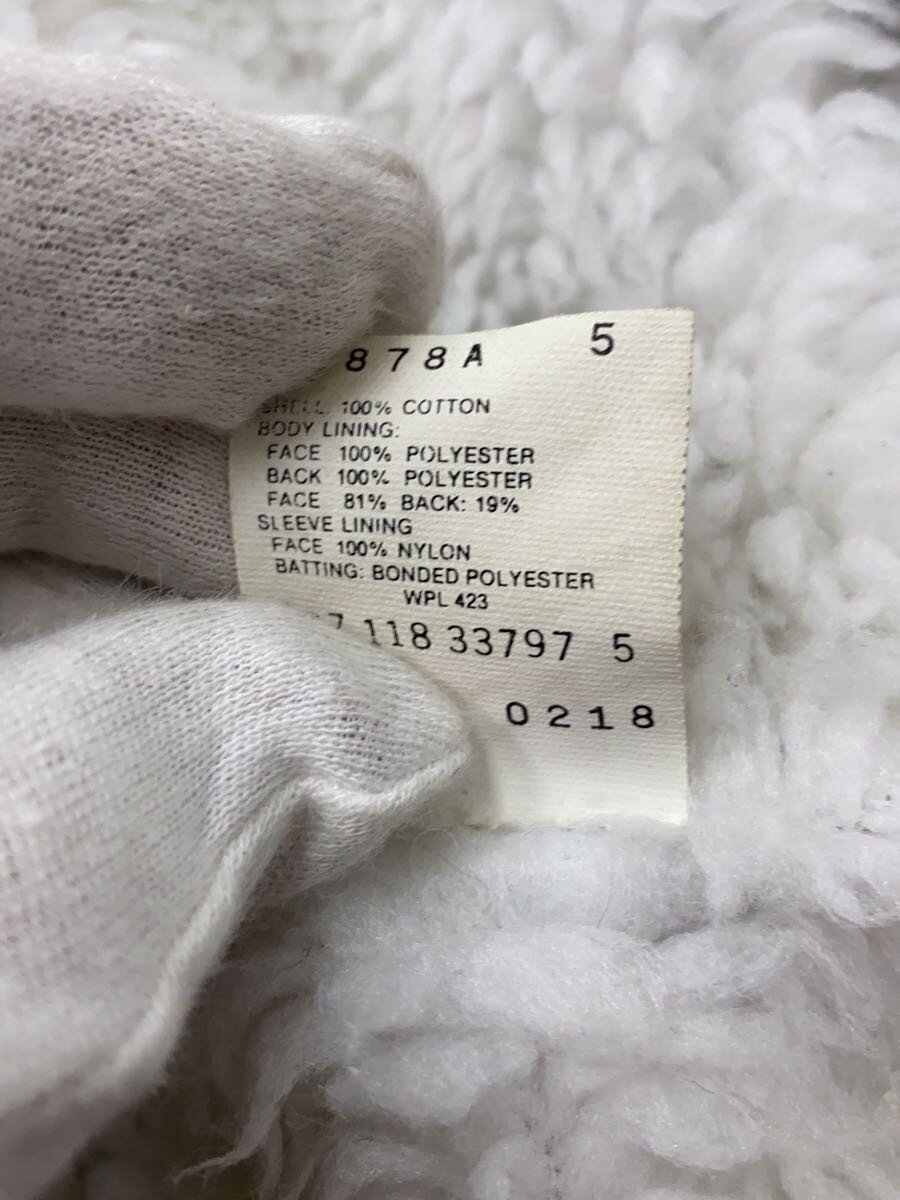 878A 5
SHELL 100% COTTON
BODY LINING:
FACE 100% POLYESTER
BACK 100% POLYESTER
FACE 81% BACK: 19%
SLEEVE LINING
FACE 100% NYLON
BATTING: BONDED POLYESTER
WPL 423
118 33797 5
0218